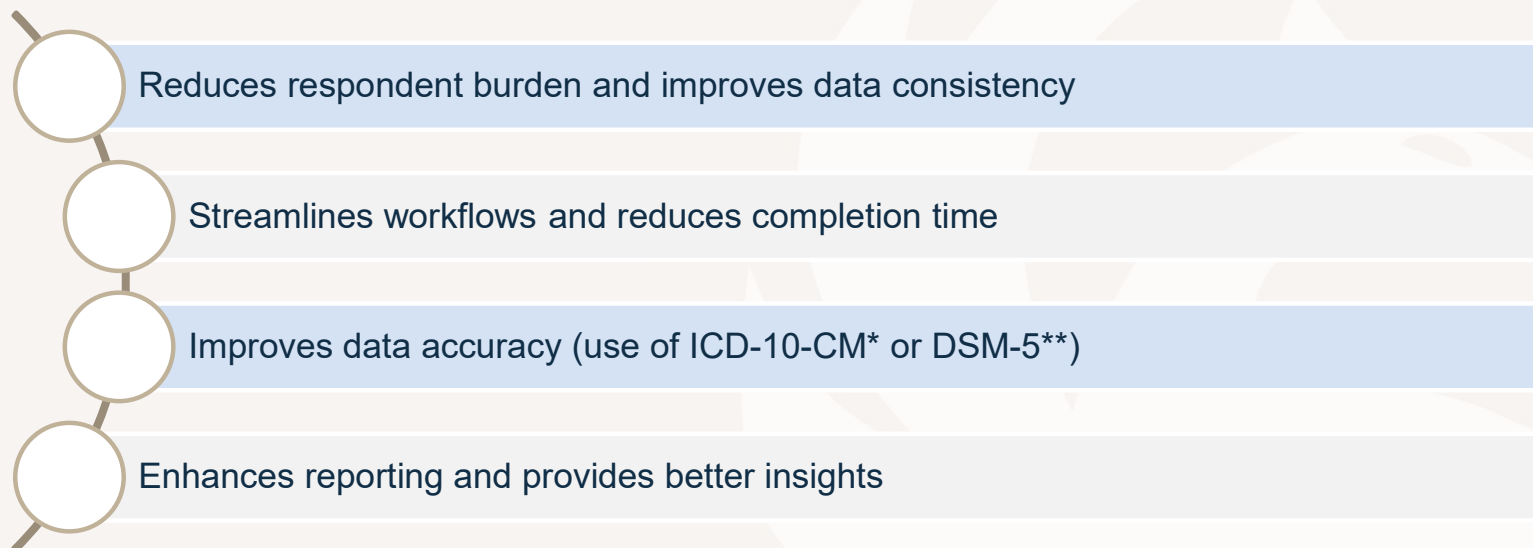 Reduces respondent burden and improves data consistency
Streamlines workflows and reduces completion time
Improves data accuracy (use of ICD-10-CM* or DSM-5**)
Enhances reporting and provides better insights